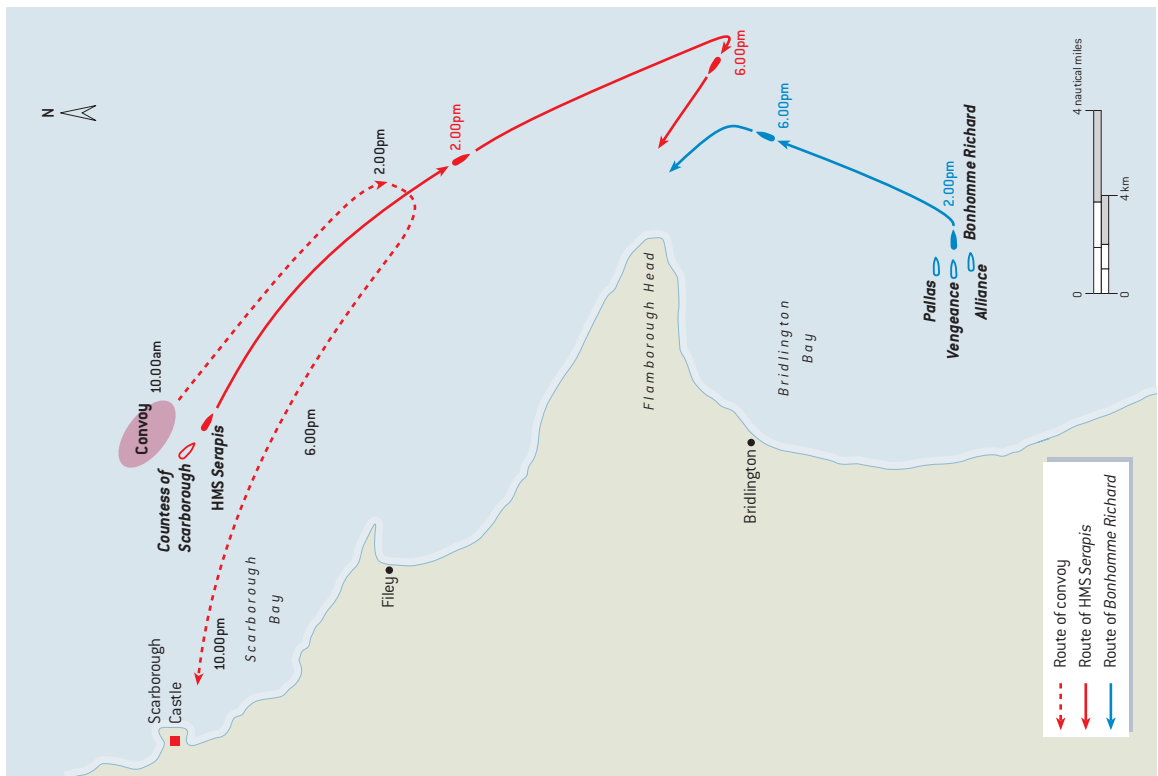 N
Convoy
10.00am
Countess of
Scarborough
HMS Serapis
2.00pm
2.00pm
6.00pm
10.00pm
Scarborough
Castle
Scarborough
Bay
Filey
6.00pm
6.00pm
Flamborough Head
Bridlington
Bay
Bridlington
2.00pm
Pallas
Vengeance
Alliance
Bonhomme Richard
0
4 nautical miles
0
4 km
Route of convoy
Route of HMS Serapis
Route of Bonhomme Richard